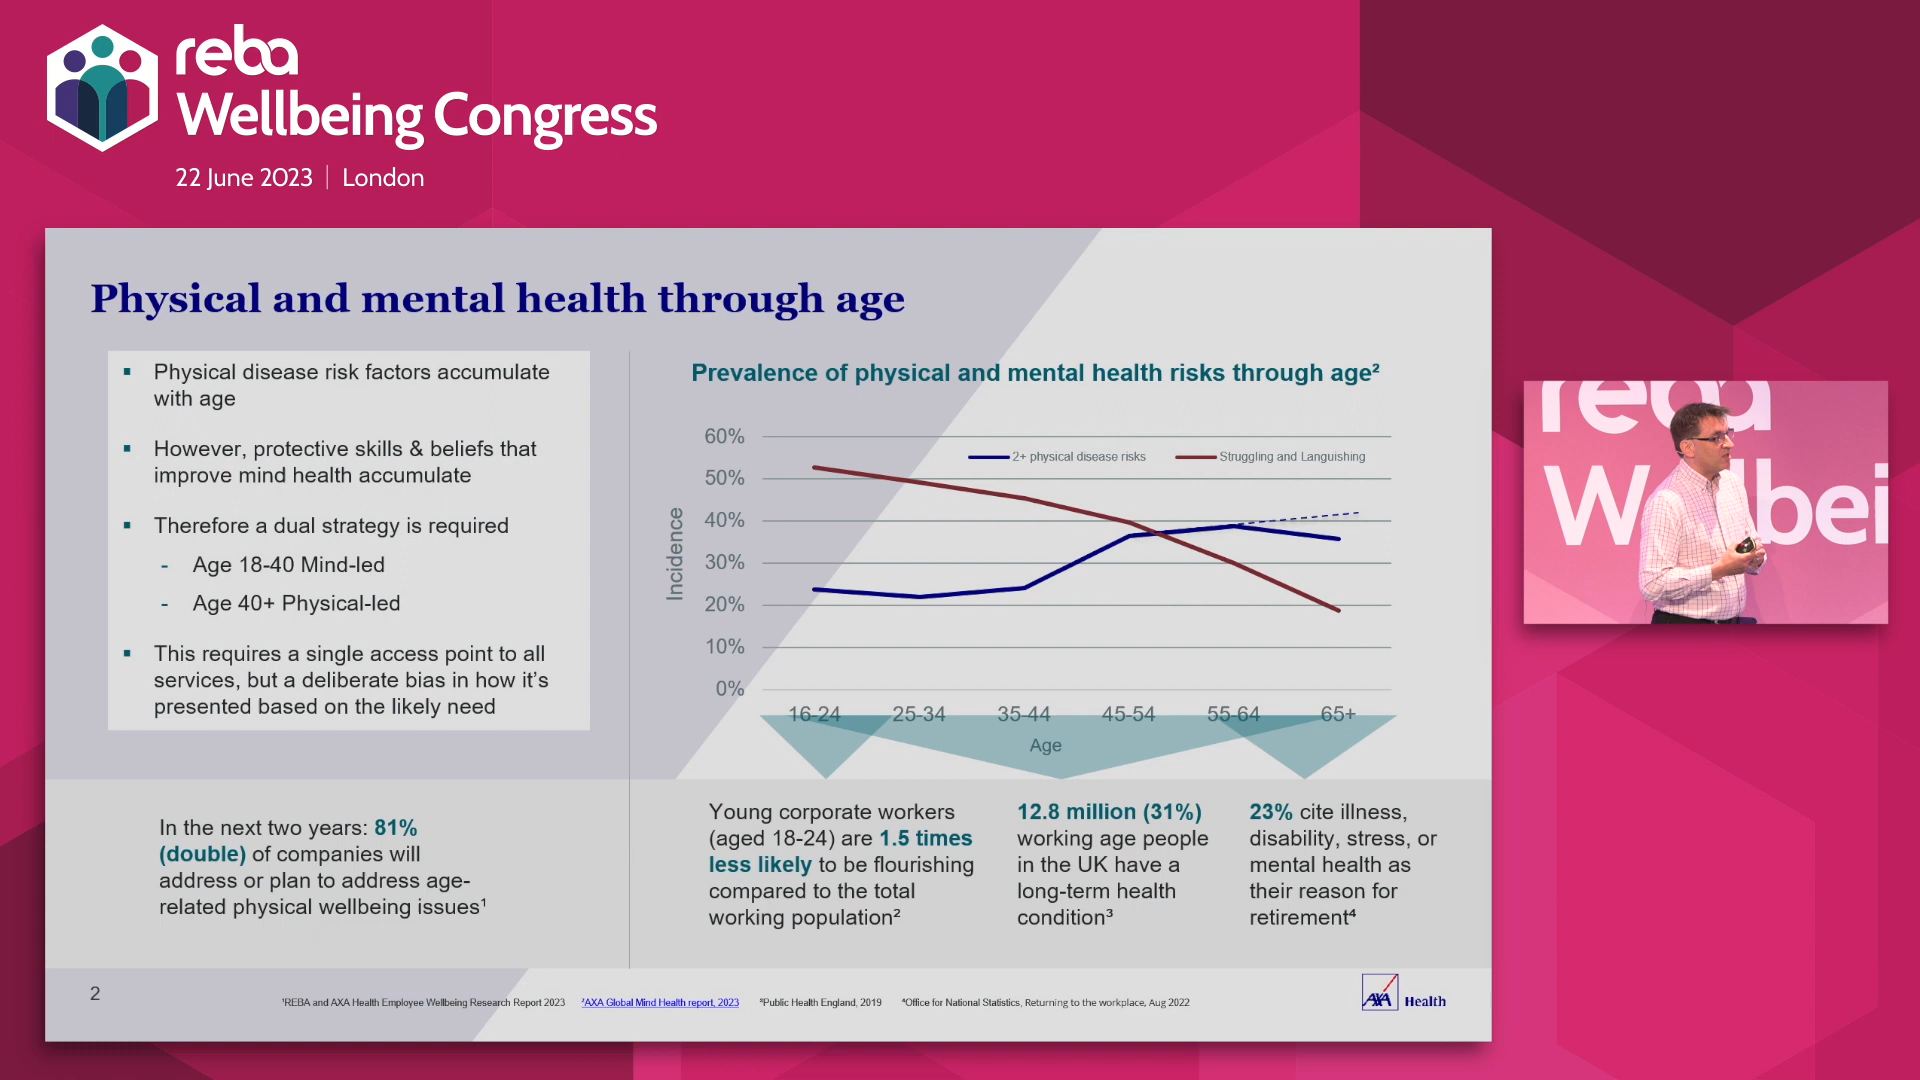 reba
Wellbeing Congress
22 June 2023 | London
Physical and mental health through age
▪ Physical disease risk factors accumulate
with age
▪ However, protective skills & beliefs that
improve mind health accumulate
▪ Therefore a dual strategy is required
- Age 18-40 Mind-led
- Age 40+ Physical-led
▪ This requires a single access point to all
services, but a deliberate bias in how it’s
presented based on the likely need
Prevalence of physical and mental health risks through age²
2+ physical disease risks
Struggling and Languishing
60%
50%
40%
30%
20%
10%
0%
Incidence
16-24 25-34 35-44 45-54 55-64 65+
Age
In the next two years: 81%
(double) of companies will
address or plan to address age-
related physical wellbeing issues¹
Young corporate workers
(aged 18-24) are 1.5 times
less likely to be flourishing
compared to the total
working population²
12.8 million (31%)
working age people
in the UK have a
long-term health
condition³
23% cite illness,
disability, stress, or
mental health as
their reason for
retirement⁴
2
¹REBA and AXA Health Employee Wellbeing Research Report 2023 ²AXA Global Mind Health report, 2023 ³Public Health England, 2019 ⁴Office for National Statistics, Returning to the workplace, Aug 2022
AXA Health
reba
Wellbei